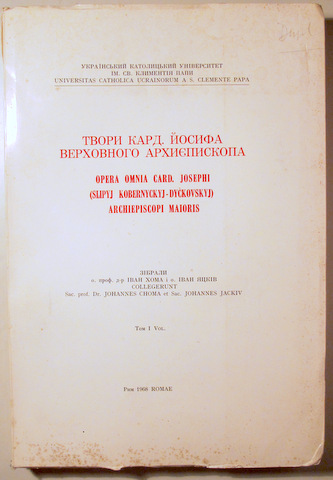 УКРАЇНСЬКИЙ КАТОЛИЦЬКИЙ УНІВЕРСИТЕТ
ІМ. СВ. КЛИМЕНТІЯ ПАПИ
UNIVERSITAS CATHOLICA UCRAINORUM A S. CLEMENTE PAPA
ТВОРИ КАРД. ЙОСИФА
ВЕРХОВНОГО АРХИЄПИСКОПА
OPERA OMNIA CARD. JOSEPHI
(SLIPYJ KOBERNYCKYJ-DYČKOVSKYJ)
ARCHIEPISCOPI MAIORIS
ЗІБРАЛИ
о. проф. д-р ІВАН ХОМА і о. ІВАН ЯЦКІВ
COLLEGERUNT
Sac. prof. Dr. JOHANNES CHOMA et Sac. JOHANNES JACKIV
Том I Vol.
Рим 1968 ROMAE